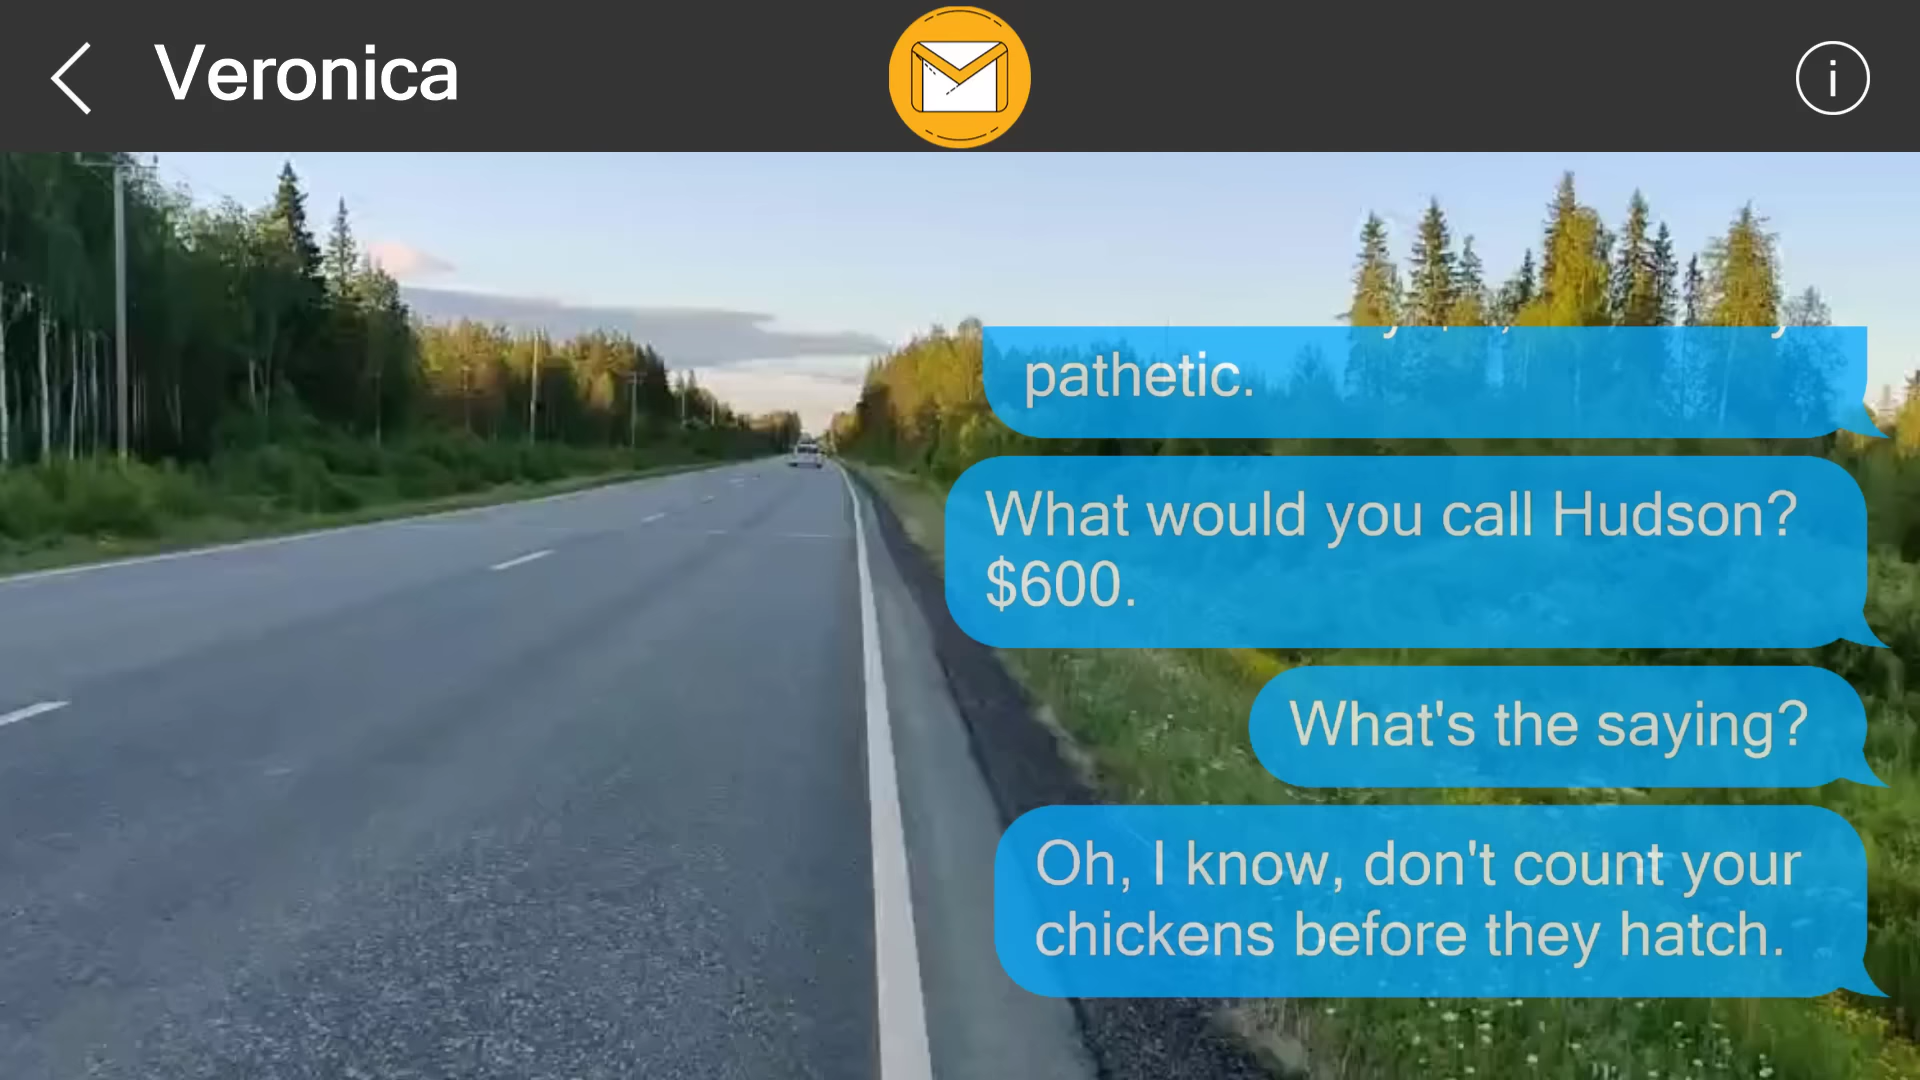 Veronica
pathetic.
What would you call Hudson?
$600.
What's the saying?
Oh, I know, don't count your
chickens before they hatch.